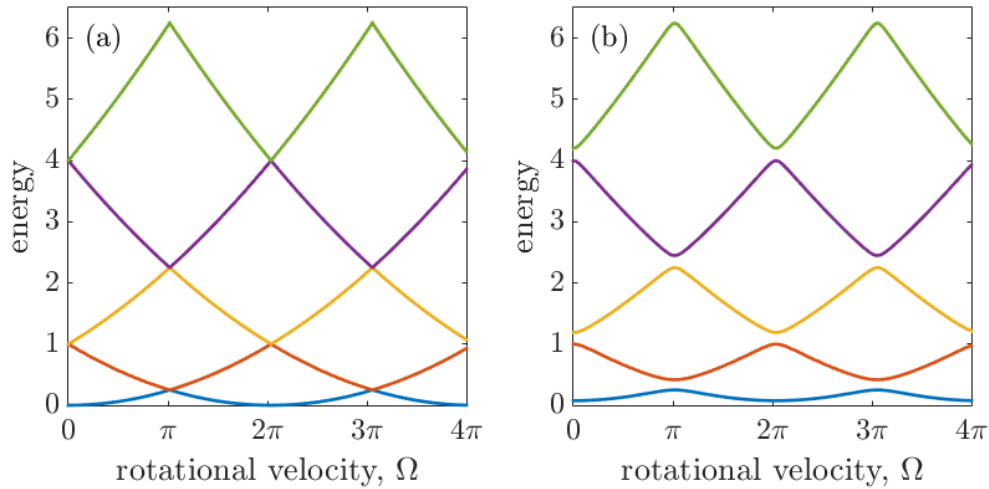 (a)
energy
6
5
4
3
2
1
0
0 π 2π 3π 4π
rotational velocity, Ω
(b)
energy
6
5
4
3
2
1
0
0 π 2π 3π 4π
rotational velocity, Ω